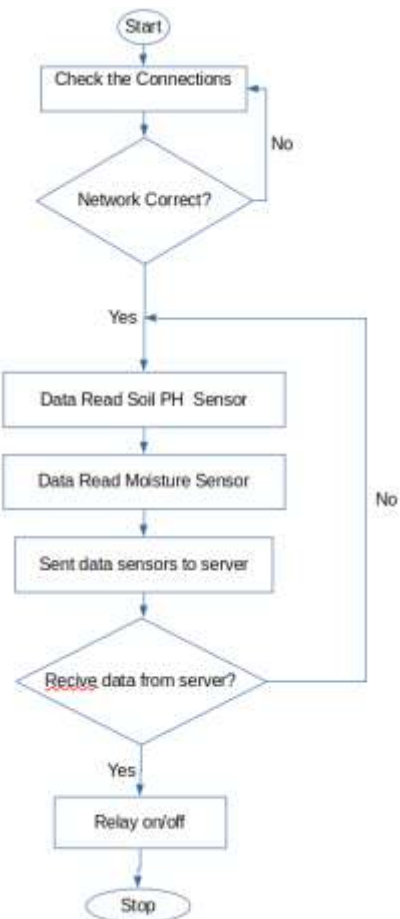 Start
Check the Connections
No
Network Correct?
Yes
Data Read Soil PH Sensor
Data Read Moisture Sensor
No
Sent data sensors to server
Recive data from server?
Yes
Relay on/off
Stop